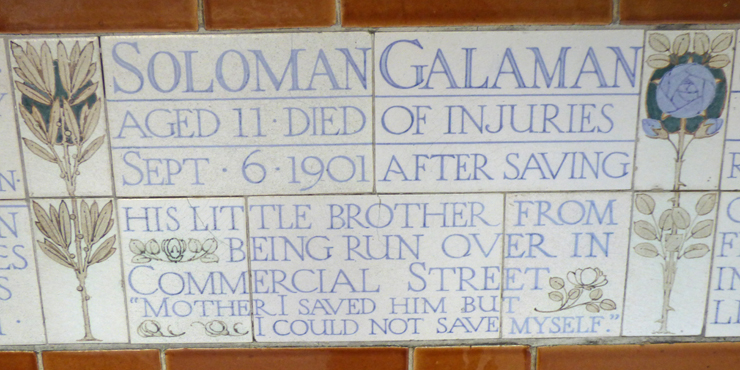 SOLOMAN GALAMAN
AGED 11 · DIED OF INJURIES
SEPT · 6 · 1901 AFTER SAVING
HIS LITTLE BROTHER FROM
BEING RUN OVER IN
COMMERCIAL STREET
"MOTHER I SAVED HIM BUT
I COULD NOT SAVE MYSELF."